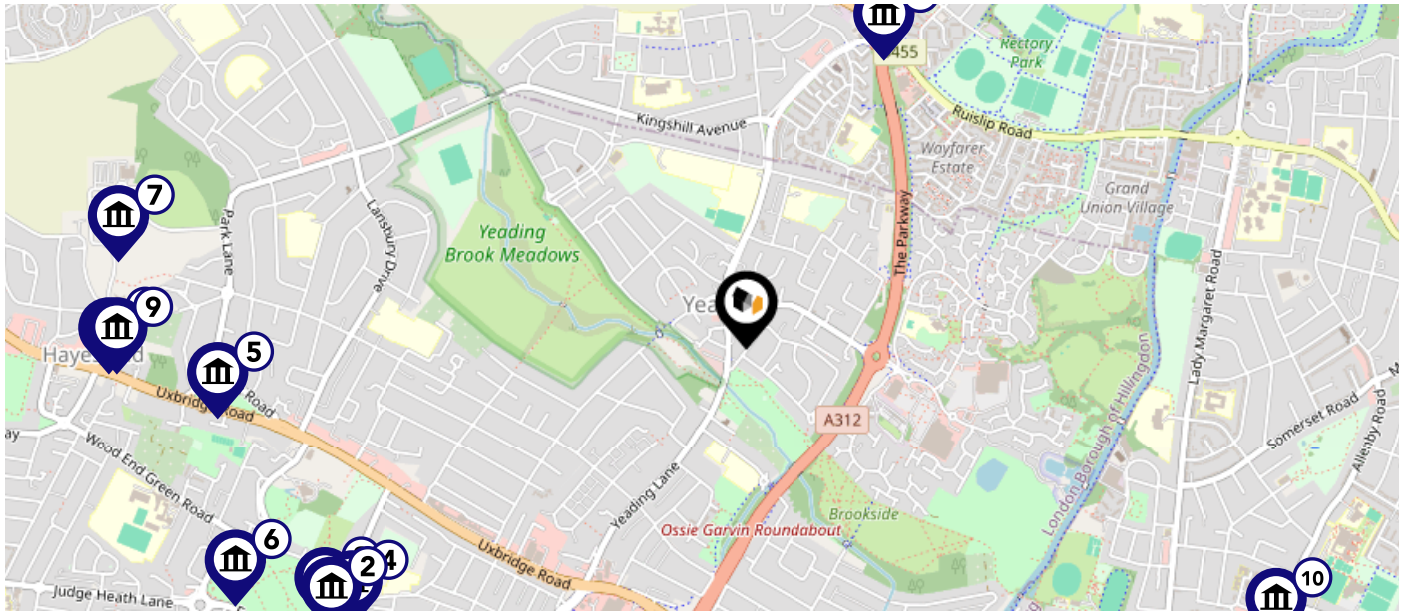 455
Rectory
Park
Kingshill Avenue
Ruislip Road
Wayfarer
Estate
Grand
Union Village
7
Park Lane
Lansbury Drive
The Parkway
Yeading
Brook Meadows
Lady Margaret Road
9
5
Uxbridge Road
Road
A312
London Borough of Hillingdon
Somerset Road
Allenby Road
Wood End Green Road
Yeading Lane
Ossie Garvin Roundabout
Brookside
Uxbridge Road
6
2
4
10
Judge Heath Lane